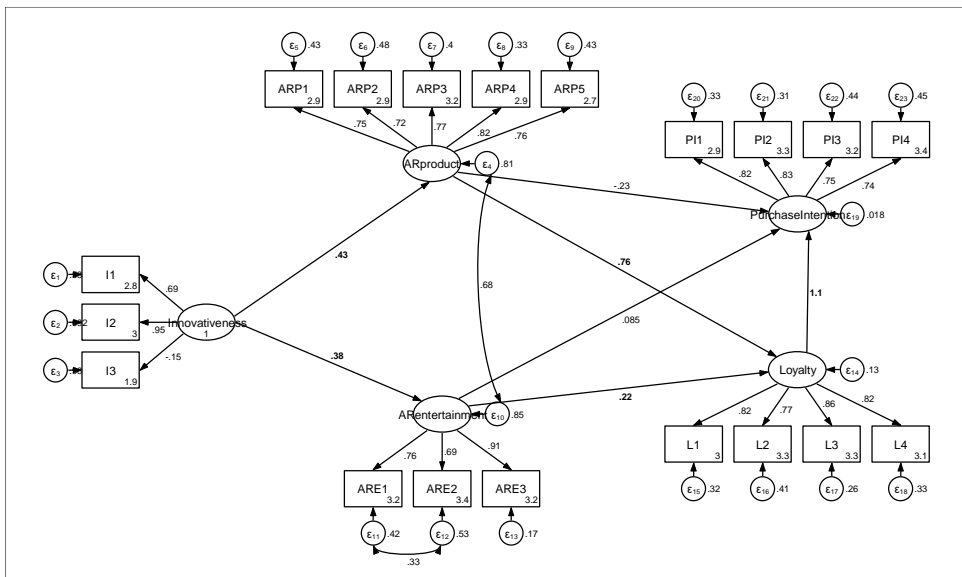 ε5 .43 ε6 .48 ε7 .4 ε8 .33 ε9 .43
ARP1 2.9 ARP2 2.9 ARP3 3.2 ARP4 2.9 ARP5 2.7
.75 .72 .77 .82 .76
ε20 .33 ε21 .31 ε22 .44 ε23 .45
PI1 2.9 PI2 3.3 PI3 3.2 PI4 3.4
.82 .83 .75 .74
ARproduct ε4 .81
-.23
PurchaseIntention ε19 .018
.43
.76
.68
1.1
ε1
I1 2.8
.69
ε2
I2 3
.95
Innovativeness 1
ε3
I3 1.9
-.15
.085
.38
.22
Loyalty ε14 .13
ARentertainment ε10 .85
.82 .77 .86 .82
L1 3 L2 3.3 L3 3.3 L4 3.1
ε15 .32 ε16 .41 ε17 .26 ε18 .33
.76 .69 .91
ARE1 3.2 ARE2 3.4 ARE3 3.2
ε11 .42 ε12 .53 ε13 .17
.33